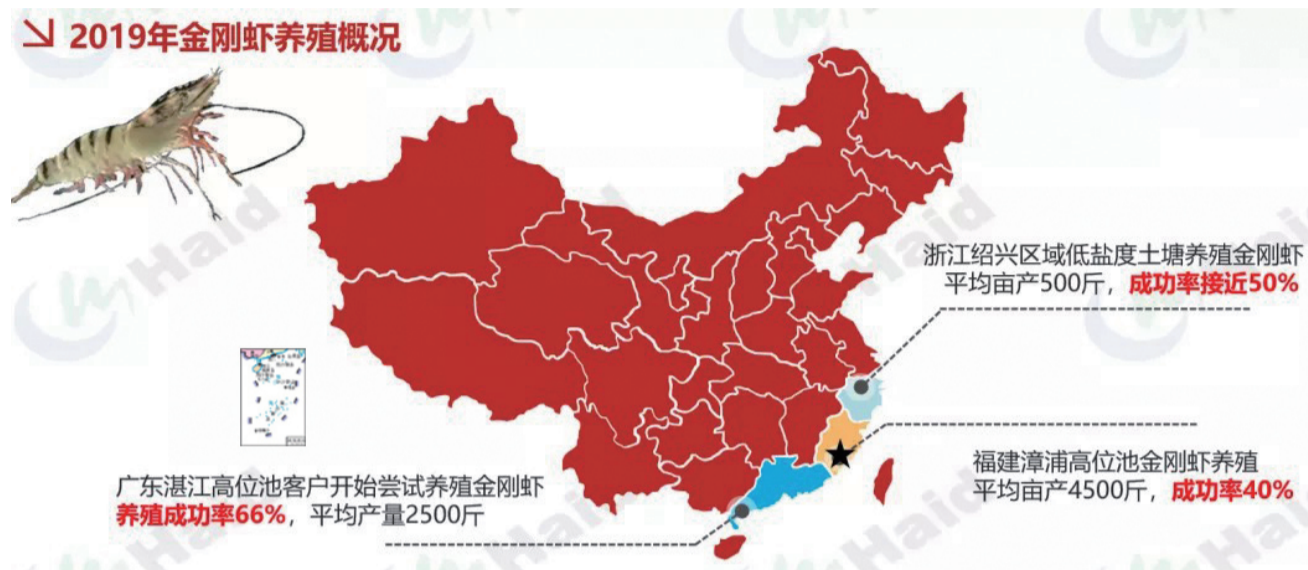 2019年金刚虾养殖概况
浙江绍兴区域低盐度土塘养殖金刚虾
平均亩产500斤，成功率接近50%
福建漳浦高位池金刚虾养殖
平均亩产4500斤，成功率40%
广东湛江高位池客户开始尝试养殖金刚虾
养殖成功率66%，平均产量2500斤
Haid
Haid
Haid
Haid
Haid